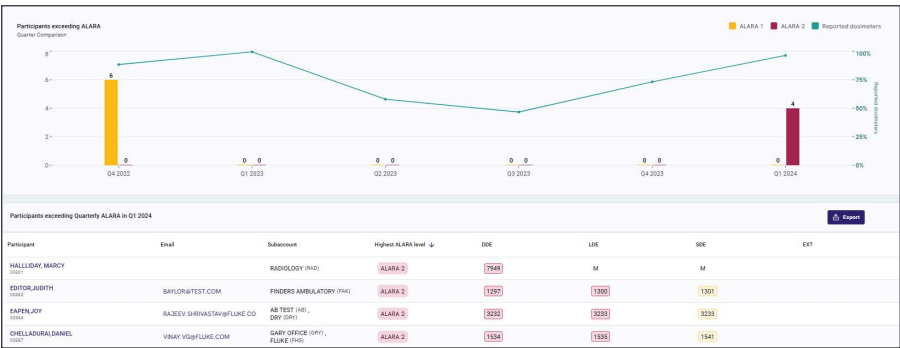 Participants exceeding ALARA
Quarter Comparison
ALARA 1 ALARA 2 Reported dosimeters
8 100%
6 75%
4 50%
2 25%
0 0%
Reported dosimeters
6 0 0 0 0 0 0 0 0 0 0 4
Q4 2022 Q1 2023 Q2 2023 Q3 2023 Q4 2023 Q1 2024
Participants exceeding Quarterly ALARA in Q1 2024 Export
Participant Email Subaccount Highest ALARA level ↓ DDE LDE SDE EXT
HALLLIDAY, MARCY RADIOLOGY (RAD) ALARA 2 7949 M M
EDITOR,JUDITH BAYLOR@TEST.COM FINDERS AMBULATORY (FAK) ALARA 2 1297 1300 1301
EAPEN,JOY RAJEEV.SHRIVASTAV@FLUKE.CO AB TEST (AB), ALARA 2 3232 3233 3233
DRY (DRY)
CHELLADURAI,DANIEL VINAY.VG@FLUKE.COM GARY OFFICE (GRY), ALARA 2 1534 1535 1541
FLUKE (FHS)